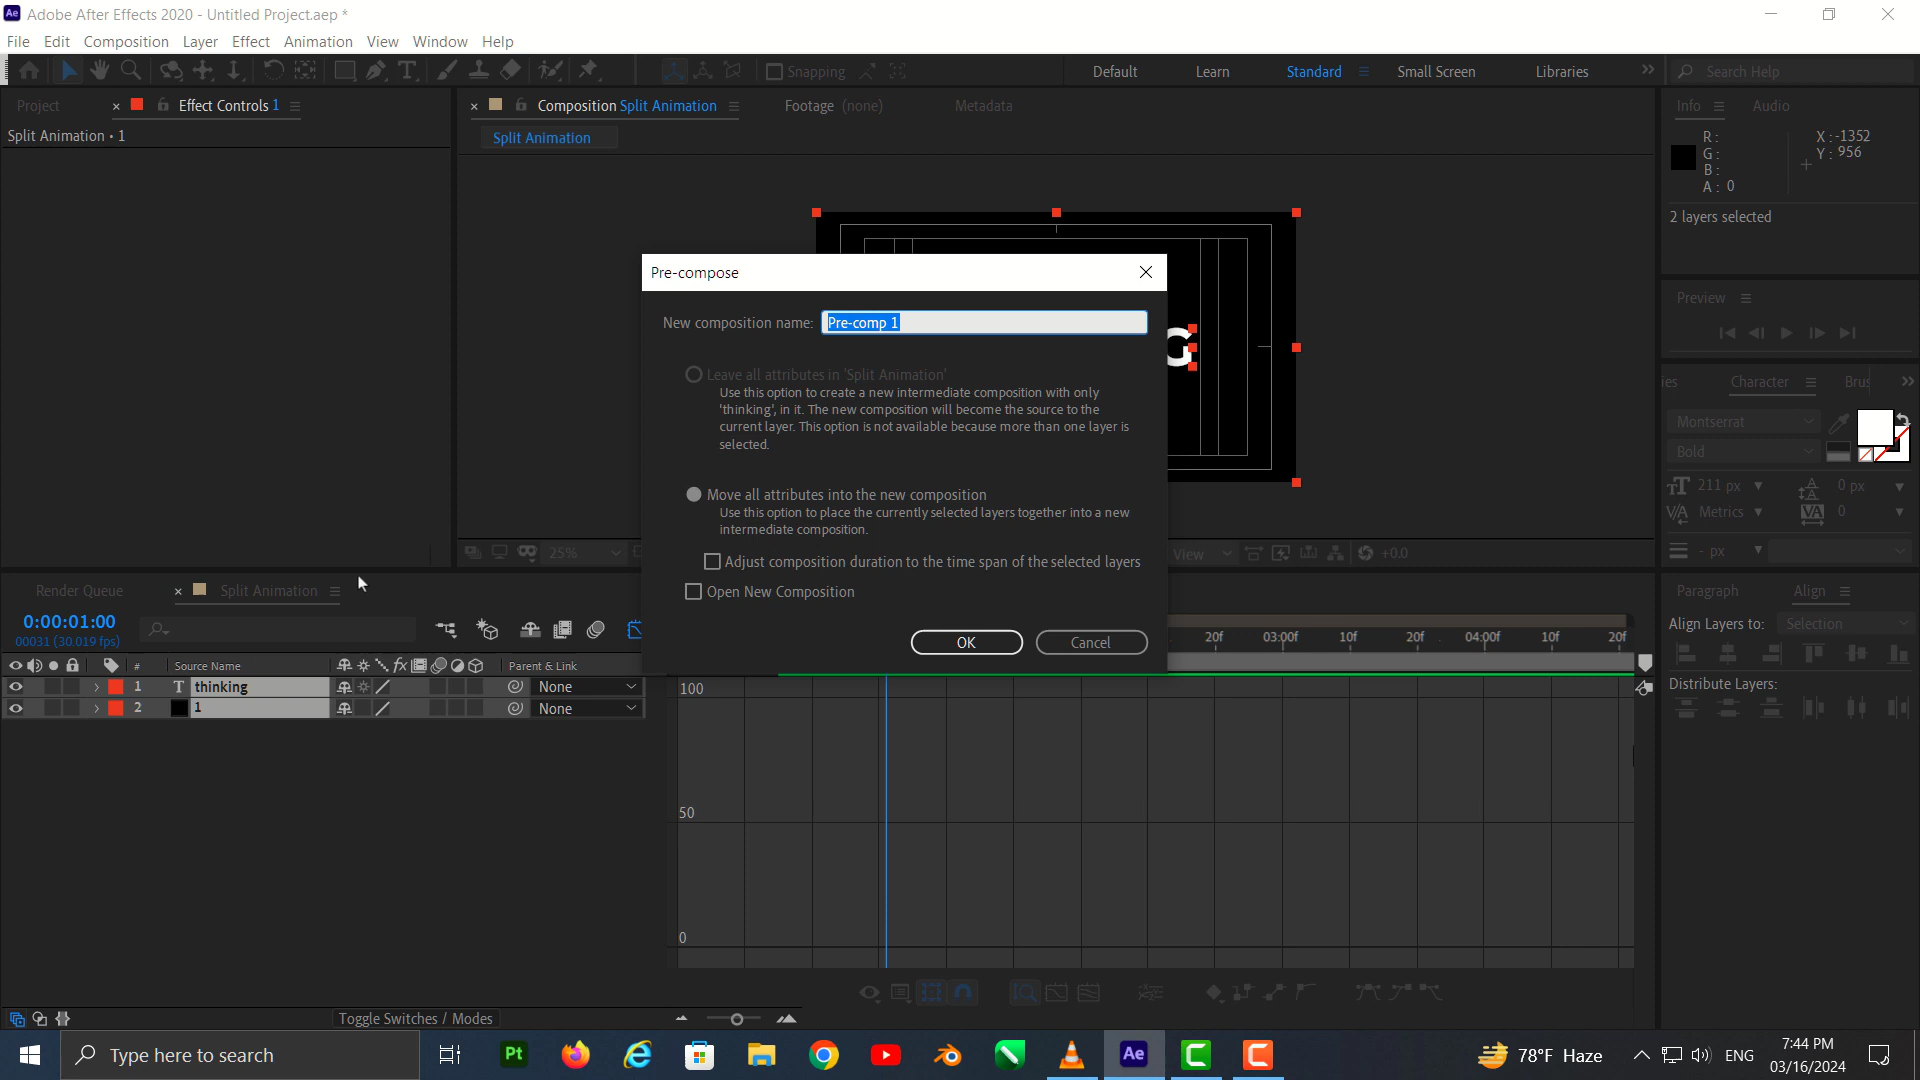 Adobe After Effects 2020 - Untitled Project.aep *
File Edit Composition Layer Effect Animation View Window Help
Snapping
Default Learn Standard Small Screen Libraries
Search Help
Project
Effect Controls 1
Composition Split Animation
Footage (none)
Metadata
Info
Audio
Split Animation • 1
Split Animation
R :
G :
B :
A : 0
X : -1352
Y : 956
2 layers selected
Preview
Pre-compose
New composition name: Pre-comp 1
Leave all attributes in 'Split Animation'
Use this option to create a new intermediate composition with only
'thinking', in it. The new composition will become the source to the
current layer. This option is not available because more than one layer is
selected.
Move all attributes into the new composition
Use this option to place the currently selected layers together into a new
intermediate composition.
Adjust composition duration to the time span of the selected layers
Open New Composition
OK
Cancel
G
Character
Montserrat
Bold
211 px
0 px
Metrics
0
- px
25%
View
+0.0
Render Queue
Split Animation
0:00:01:00
00031 (30.019 fps)
20f 03:00f 10f 20f 04:00f 10f 20f
Paragraph
Align
Align Layers to: Selection
Distribute Layers:
# Source Name Parent & Link
1 T thinking None
2 1 None
100
50
0
Toggle Switches / Modes
Type here to search
Pt
Ae
78°F Haze
ENG
7:44 PM
03/16/2024